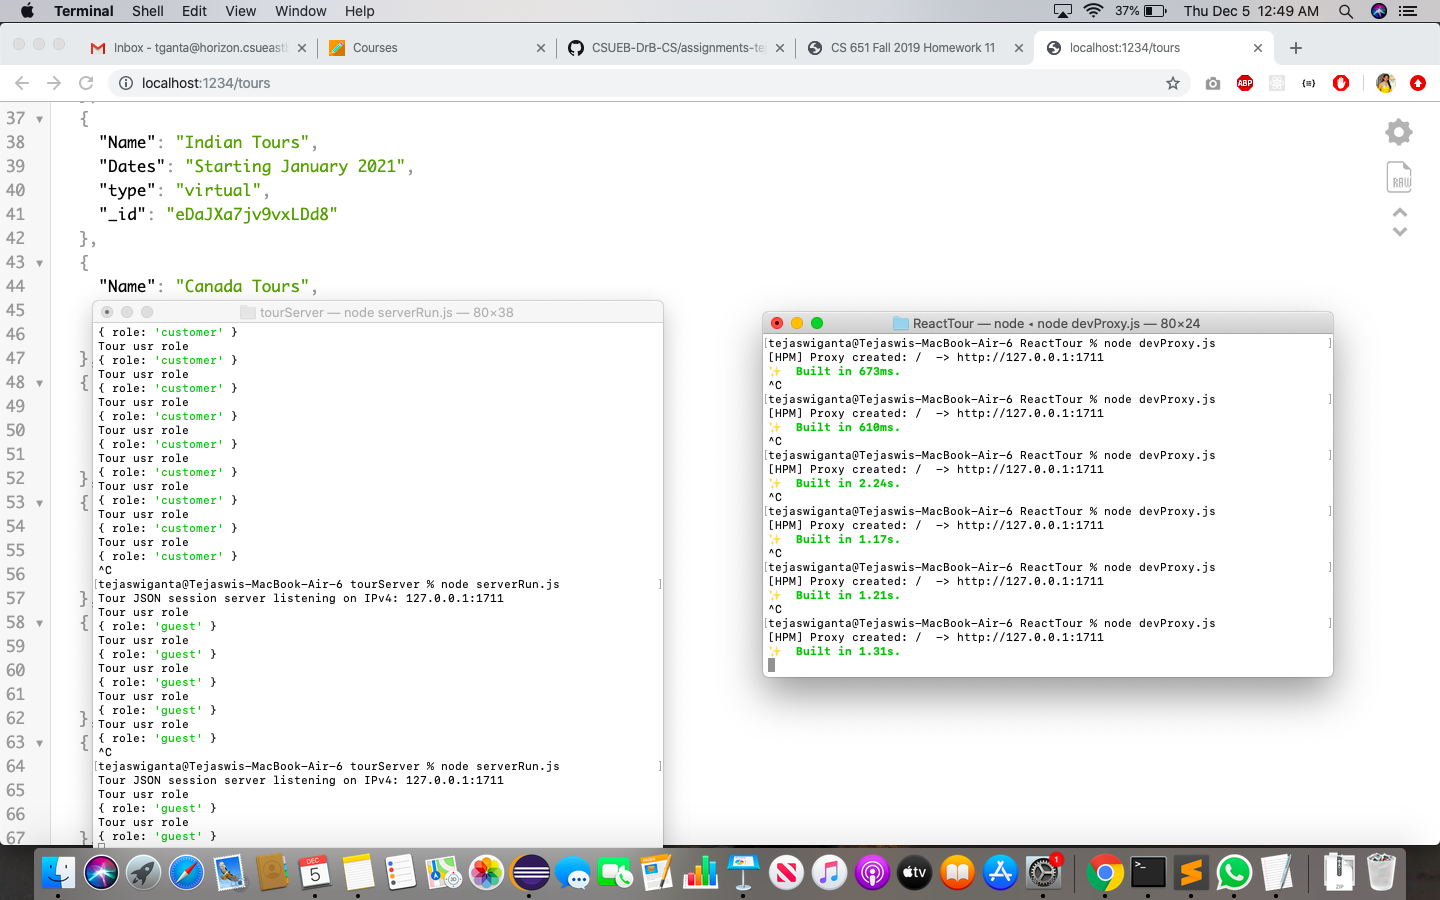 Terminal Shell Edit View Window Help 37% Thu Dec 5 12:49 AM
Inbox - tganta@horizon.csueast
Courses
CSUEB-DrB-CS/assignments-te
CS 651 Fall 2019 Homework 11
localhost:1234/tours
localhost:1234/tours
ABP
37 {
38 "Name": "Indian Tours",
39 "Dates": "Starting January 2021",
40 "type": "virtual",
41 "_id": "eDaJXa7jv9vxLDd8"
42 },
43 {
44 "Name": "Canada Tours",
45
46
47 },
48 {
49
50
51
52 },
53 {
54
55
56
57 },
58 {
59
60
61
62 },
63 {
64
65
66
67 },
RAW
tourServer — node serverRun.js — 80×38
{ role: 'customer' }
Tour usr role
{ role: 'customer' }
Tour usr role
{ role: 'customer' }
Tour usr role
{ role: 'customer' }
Tour usr role
{ role: 'customer' }
Tour usr role
{ role: 'customer' }
Tour usr role
{ role: 'customer' }
Tour usr role
{ role: 'customer' }
Tour usr role
{ role: 'customer' }
^C
[tejaswiganta@Tejaswis-MacBook-Air-6 tourServer % node serverRun.js ]
Tour JSON session server listening on IPv4: 127.0.0.1:1711
Tour usr role
{ role: 'guest' }
Tour usr role
{ role: 'guest' }
Tour usr role
{ role: 'guest' }
Tour usr role
{ role: 'guest' }
Tour usr role
{ role: 'guest' }
^C
[tejaswiganta@Tejaswis-MacBook-Air-6 tourServer % node serverRun.js ]
Tour JSON session server listening on IPv4: 127.0.0.1:1711
Tour usr role
{ role: 'guest' }
Tour usr role
{ role: 'guest' }
ReactTour — node ◂ node devProxy.js — 80×24
[tejaswiganta@Tejaswis-MacBook-Air-6 ReactTour % node devProxy.js ]
[HPM] Proxy created: / -> http://127.0.0.1:1711
✨ Built in 673ms.
^C
[tejaswiganta@Tejaswis-MacBook-Air-6 ReactTour % node devProxy.js ]
[HPM] Proxy created: / -> http://127.0.0.1:1711
✨ Built in 610ms.
^C
[tejaswiganta@Tejaswis-MacBook-Air-6 ReactTour % node devProxy.js ]
[HPM] Proxy created: / -> http://127.0.0.1:1711
✨ Built in 2.24s.
^C
[tejaswiganta@Tejaswis-MacBook-Air-6 ReactTour % node devProxy.js ]
[HPM] Proxy created: / -> http://127.0.0.1:1711
✨ Built in 1.17s.
^C
[tejaswiganta@Tejaswis-MacBook-Air-6 ReactTour % node devProxy.js ]
[HPM] Proxy created: / -> http://127.0.0.1:1711
✨ Built in 1.21s.
^C
[tejaswiganta@Tejaswis-MacBook-Air-6 ReactTour % node devProxy.js ]
[HPM] Proxy created: / -> http://127.0.0.1:1711
✨ Built in 1.31s.
DEC
5
tv
1
>_
ZIP